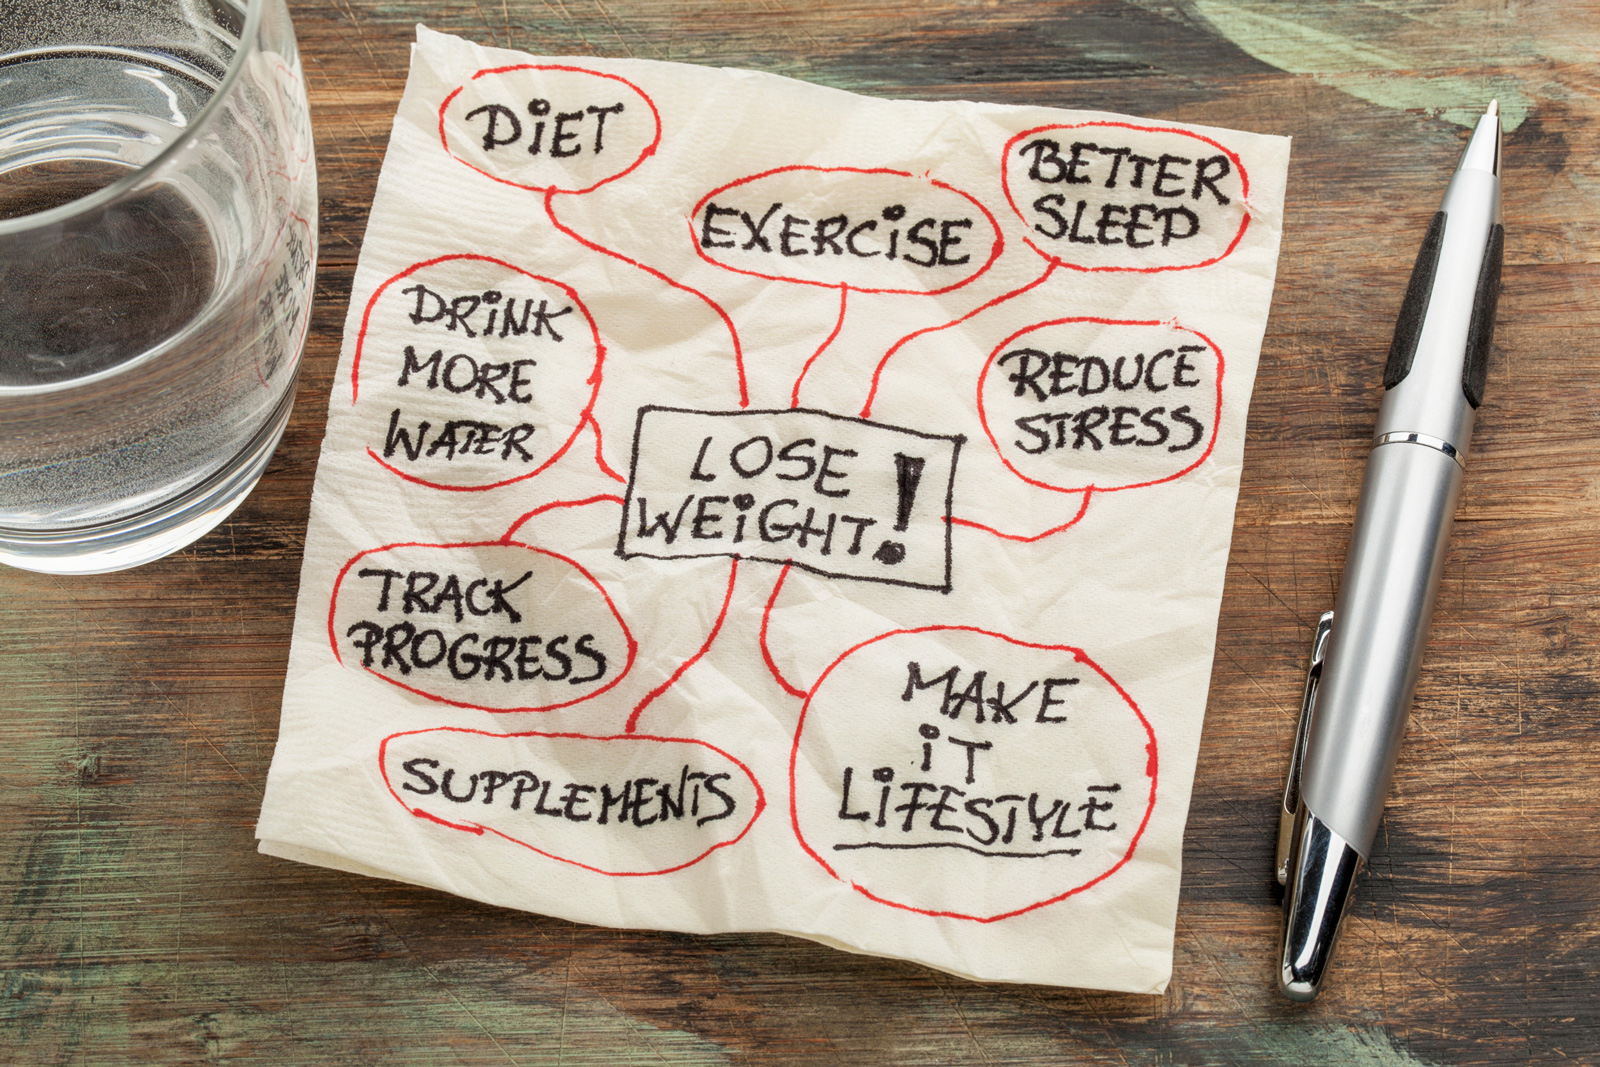 DiET
EXERCiSE
BETTER
SLEEP
DRiNK
MORE
WATER
REDUCE
STRESS
LOSE
WEiGHT!
TRACK
PROGRESS
SUPPLEMENTS
MAKE
iT
LiFESTYLE